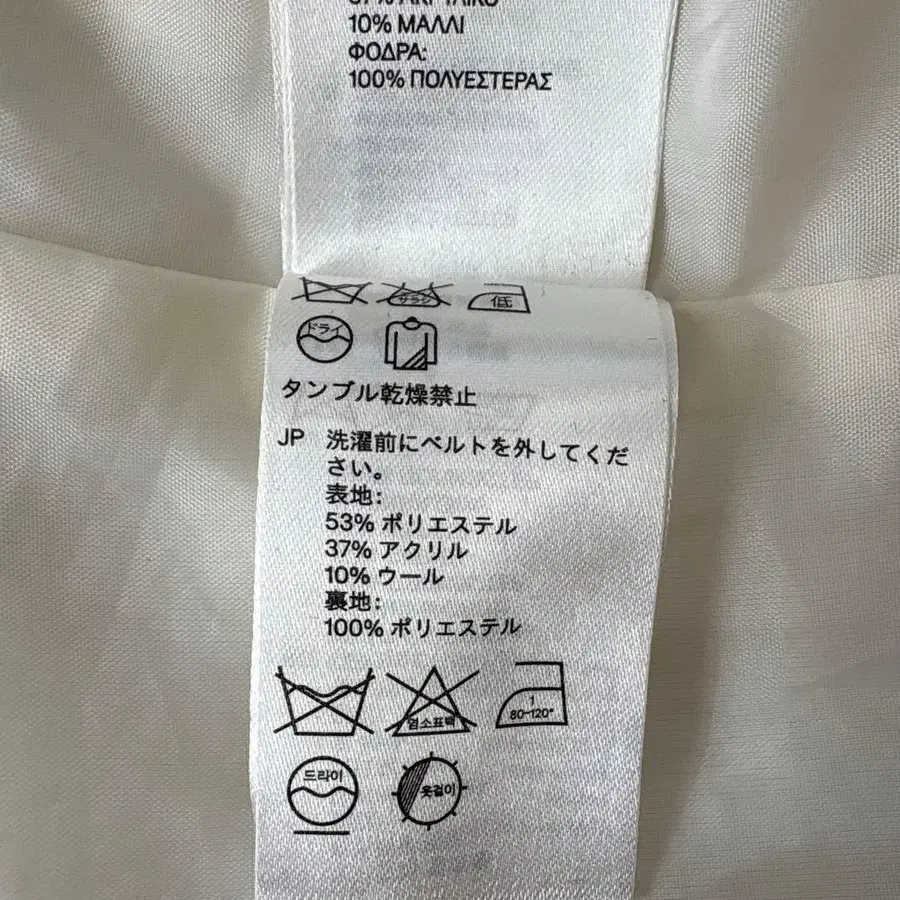 37% ΑΚΡΥΛΙΚΟ
10% ΜΑΛΛΙ
ΦΟΔΡΑ:
100% ΠΟΛΥΕΣΤΕΡΑΣ
サラシ
低
ドライ
タンブル乾燥禁止
JP 洗濯前にベルトを外してくだ
さい。
表地:
53% ポリエステル
37% アクリル
10% ウール
裏地:
100% ポリエステル
염소표백
1
80-120°
드라이
옷걸이